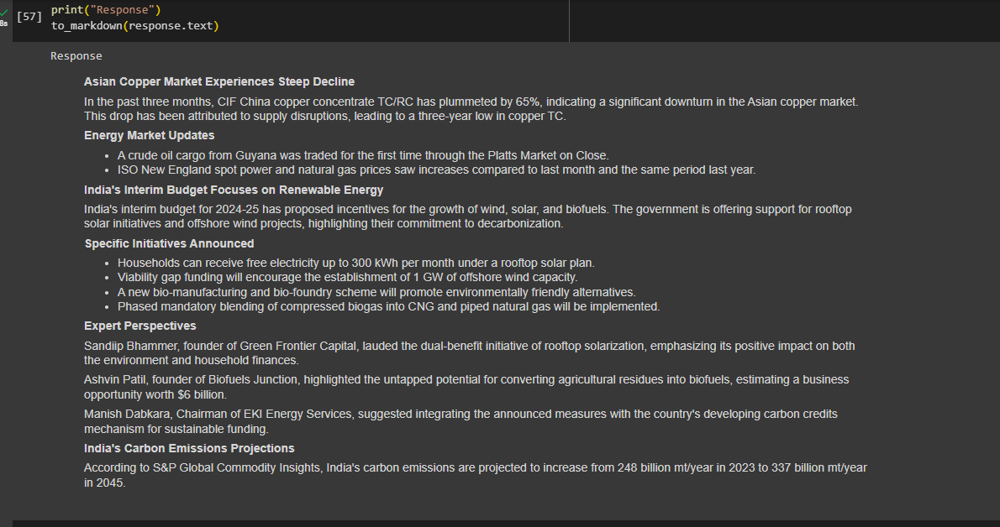 [57] print("Response")
to_markdown(response.text)
8s
Response
Asian Copper Market Experiences Steep Decline
In the past three months, CIF China copper concentrate TC/RC has plummeted by 65%, indicating a significant downturn in the Asian copper market.
This drop has been attributed to supply disruptions, leading to a three-year low in copper TC.
Energy Market Updates
• A crude oil cargo from Guyana was traded for the first time through the Platts Market on Close.
• ISO New England spot power and natural gas prices saw increases compared to last month and the same period last year.
India's Interim Budget Focuses on Renewable Energy
India's interim budget for 2024-25 has proposed incentives for the growth of wind, solar, and biofuels. The government is offering support for rooftop
solar initiatives and offshore wind projects, highlighting their commitment to decarbonization.
Specific Initiatives Announced
• Households can receive free electricity up to 300 kWh per month under a rooftop solar plan.
• Viability gap funding will encourage the establishment of 1 GW of offshore wind capacity.
• A new bio-manufacturing and bio-foundry scheme will promote environmentally friendly alternatives.
• Phased mandatory blending of compressed biogas into CNG and piped natural gas will be implemented.
Expert Perspectives
Sandiip Bhammer, founder of Green Frontier Capital, lauded the dual-benefit initiative of rooftop solarization, emphasizing its positive impact on both
the environment and household finances.
Ashvin Patil, founder of Biofuels Junction, highlighted the untapped potential for converting agricultural residues into biofuels, estimating a business
opportunity worth $6 billion.
Manish Dabkara, Chairman of EKI Energy Services, suggested integrating the announced measures with the country's developing carbon credits
mechanism for sustainable funding.
India's Carbon Emissions Projections
According to S&P Global Commodity Insights, India's carbon emissions are projected to increase from 248 billion mt/year in 2023 to 337 billion mt/year
in 2045.